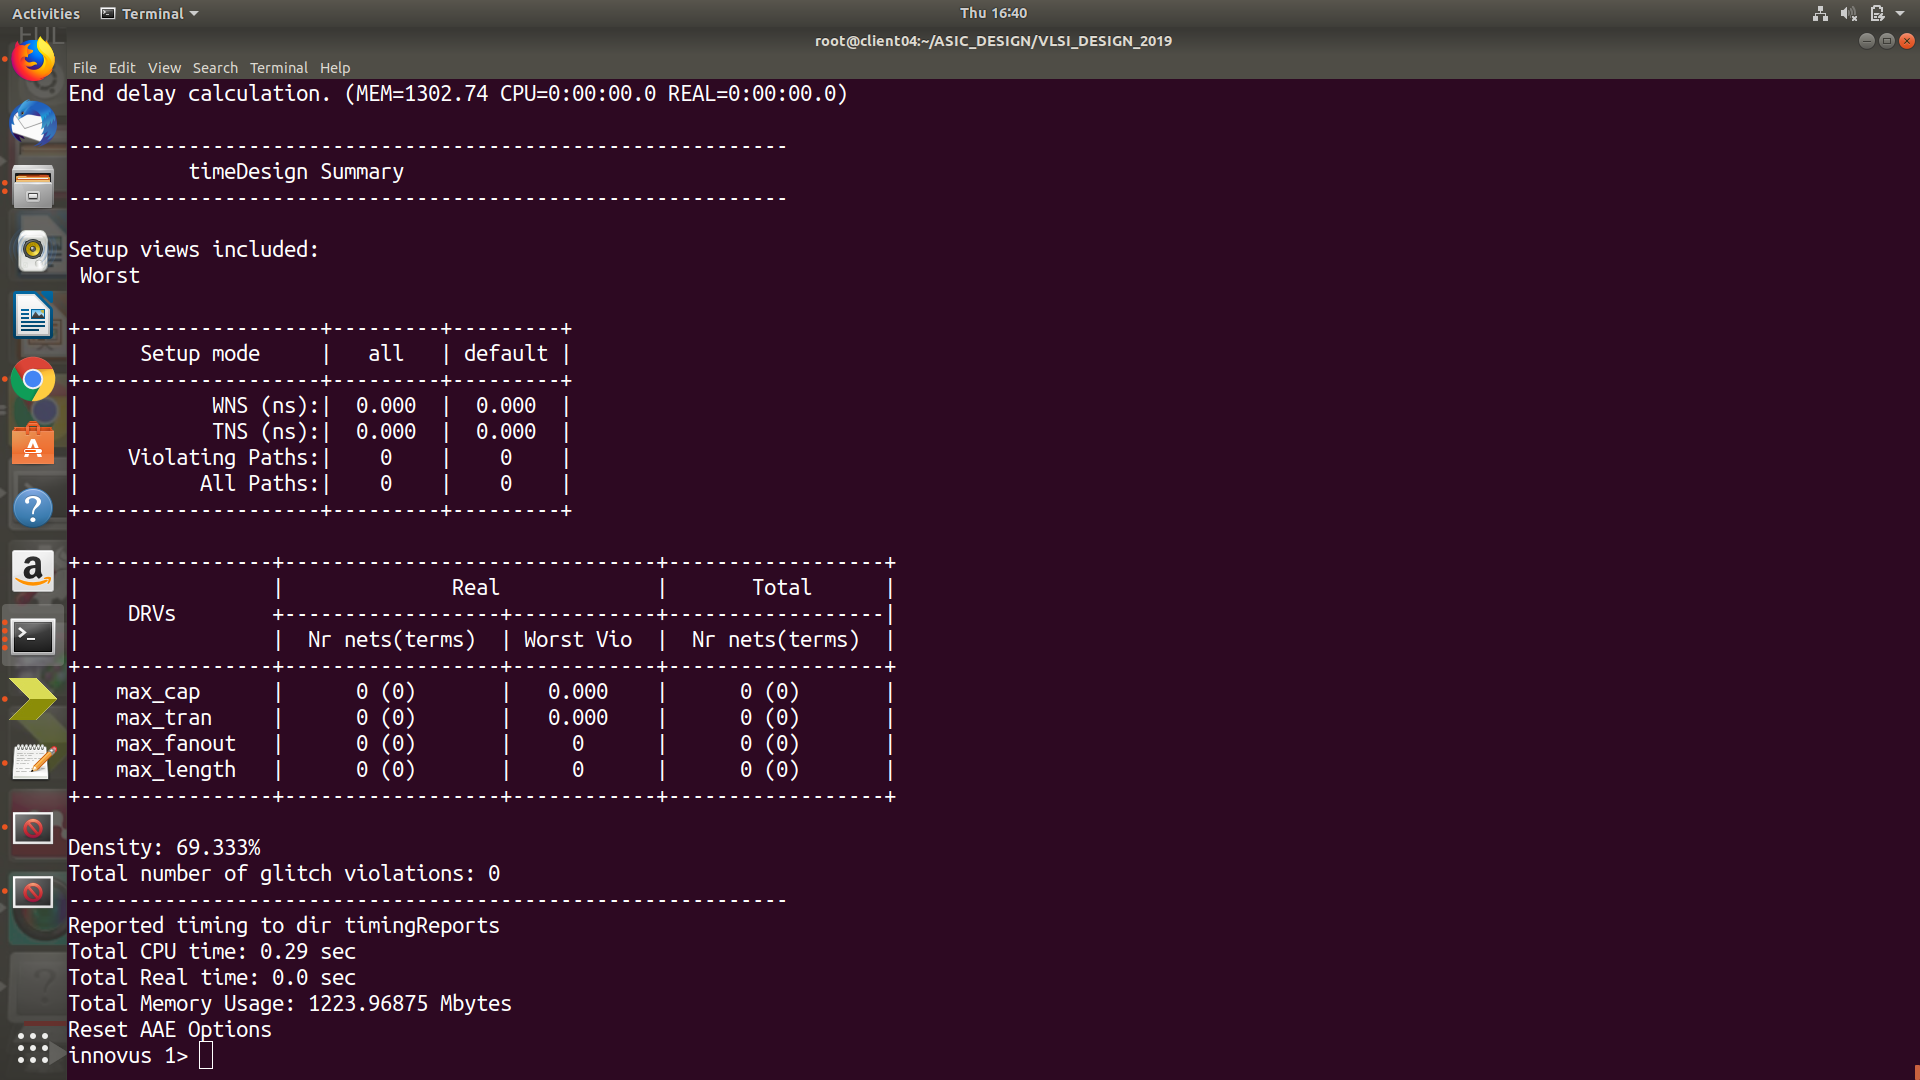 Activities Terminal Thu 16:40
root@client04:~/ASIC_DESIGN/VLSI_DESIGN_2019
File Edit View Search Terminal Help
End delay calculation. (MEM=1302.74 CPU=0:00:00.0 REAL=0:00:00.0)
------------------------------------------------------------
timeDesign Summary
------------------------------------------------------------
Setup views included:
Worst
+--------------------+---------+---------+
|     Setup mode     |   all   | default |
+--------------------+---------+---------+
|           WNS (ns):|  0.000  |  0.000  |
|           TNS (ns):|  0.000  |  0.000  |
|    Violating Paths:|    0    |    0    |
|          All Paths:|    0    |    0    |
+--------------------+---------+---------+
+----------------+-------------------------------+------------------+
|                |              Real             |       Total      |
|    DRVs        +------------------+------------+------------------|
|                |  Nr nets(terms)  | Worst Vio  |  Nr nets(terms)  |
+----------------+------------------+------------+------------------+
|   max_cap      |      0 (0)       |   0.000    |      0 (0)       |
|   max_tran     |      0 (0)       |   0.000    |      0 (0)       |
|   max_fanout   |      0 (0)       |     0      |      0 (0)       |
|   max_length   |      0 (0)       |     0      |      0 (0)       |
+----------------+------------------+------------+------------------+
Density: 69.333%
Total number of glitch violations: 0
------------------------------------------------------------
Reported timing to dir timingReports
Total CPU time: 0.29 sec
Total Real time: 0.0 sec
Total Memory Usage: 1223.96875 Mbytes
Reset AAE Options
innovus 1>